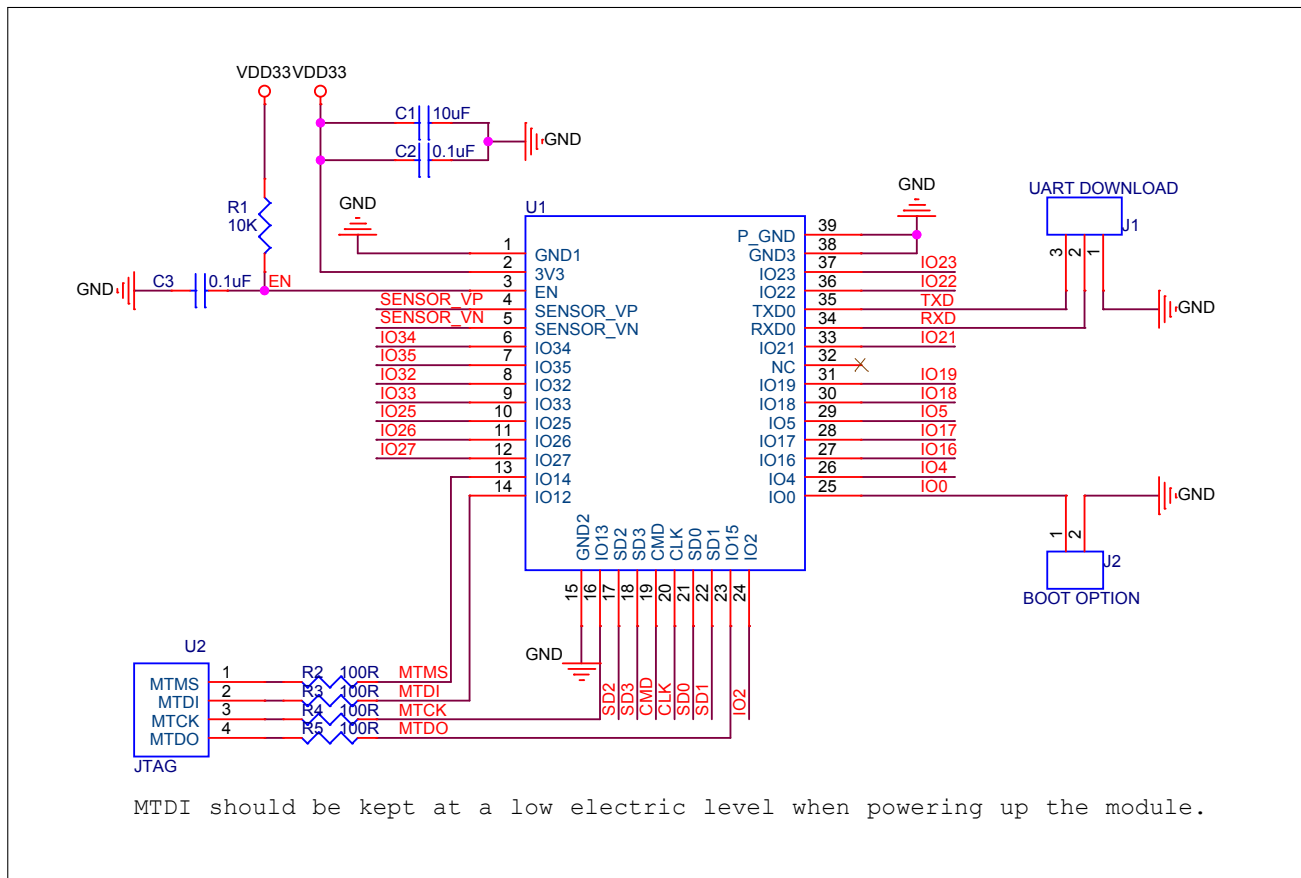 VDD33 VDD33
C1 10uF
GND
C2 0.1uF
R1
10K
GND
U1
GND
UART DOWNLOAD
J1
3 2 1
GND
GND C3 0.1uF EN
1 GND1
2 3V3
3 EN
SENSOR_VP 4 SENSOR_VP
SENSOR_VN 5 SENSOR_VN
IO34 6 IO34
IO35 7 IO35
IO32 8 IO32
IO33 9 IO33
IO25 10 IO25
IO26 11 IO26
IO27 12 IO27
13 IO14
14 IO12
P_GND 39
GND3 38
IO23 37 IO23
IO22 36 IO22
TXD0 35 TXD
RXD0 34 RXD
IO21 33 IO21
NC 32
IO19 31 IO19
IO18 30 IO18
IO5 29 IO5
IO17 28 IO17
IO16 27 IO16
IO4 26 IO4
IO0 25 IO0
GND
1 2
J2
BOOT OPTION
GND2 IO13 SD2 SD3 CMD CLK SD0 SD1 IO15 IO2
15 16 17 18 19 20 21 22 23 24
GND
SD2 SD3 CMD CLK SD0 SD1 IO2
U2
MTMS 1 R2 100R MTMS
MTDI 2 R3 100R MTDI
MTCK 3 R4 100R MTCK
MTDO 4 R5 100R MTDO
JTAG
MTDI should be kept at a low electric level when powering up the module.